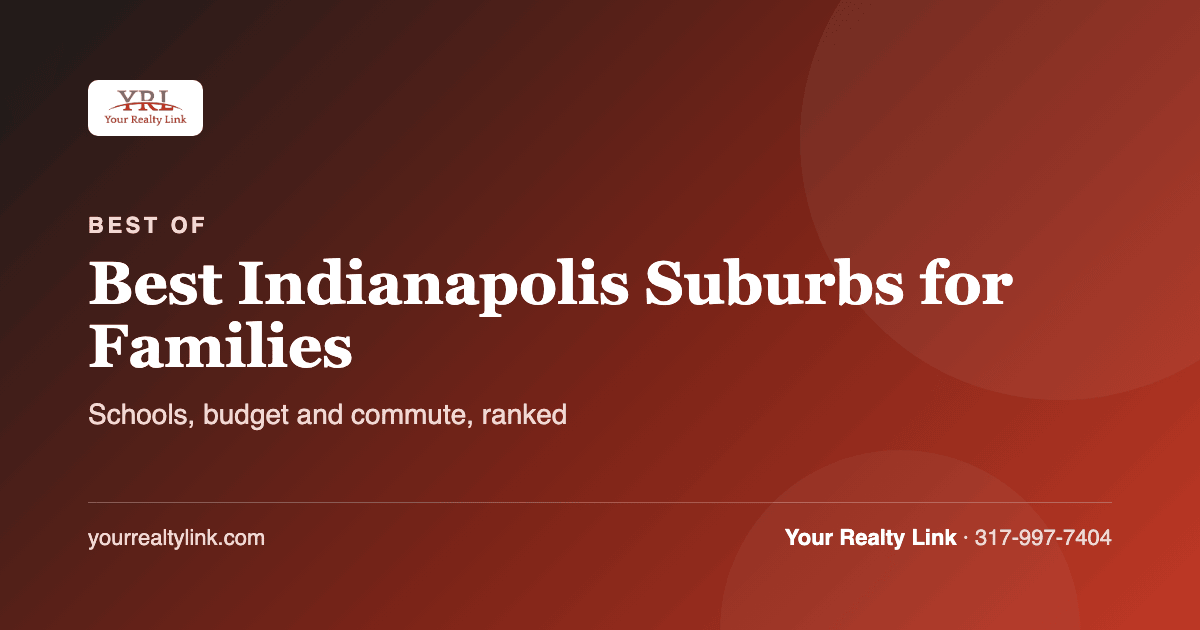 YRL
Your Realty Link
BEST OF
Best Indianapolis Suburbs for
Families
Schools, budget and commute, ranked
yourrealtylink.com
Your Realty Link · 317-997-7404